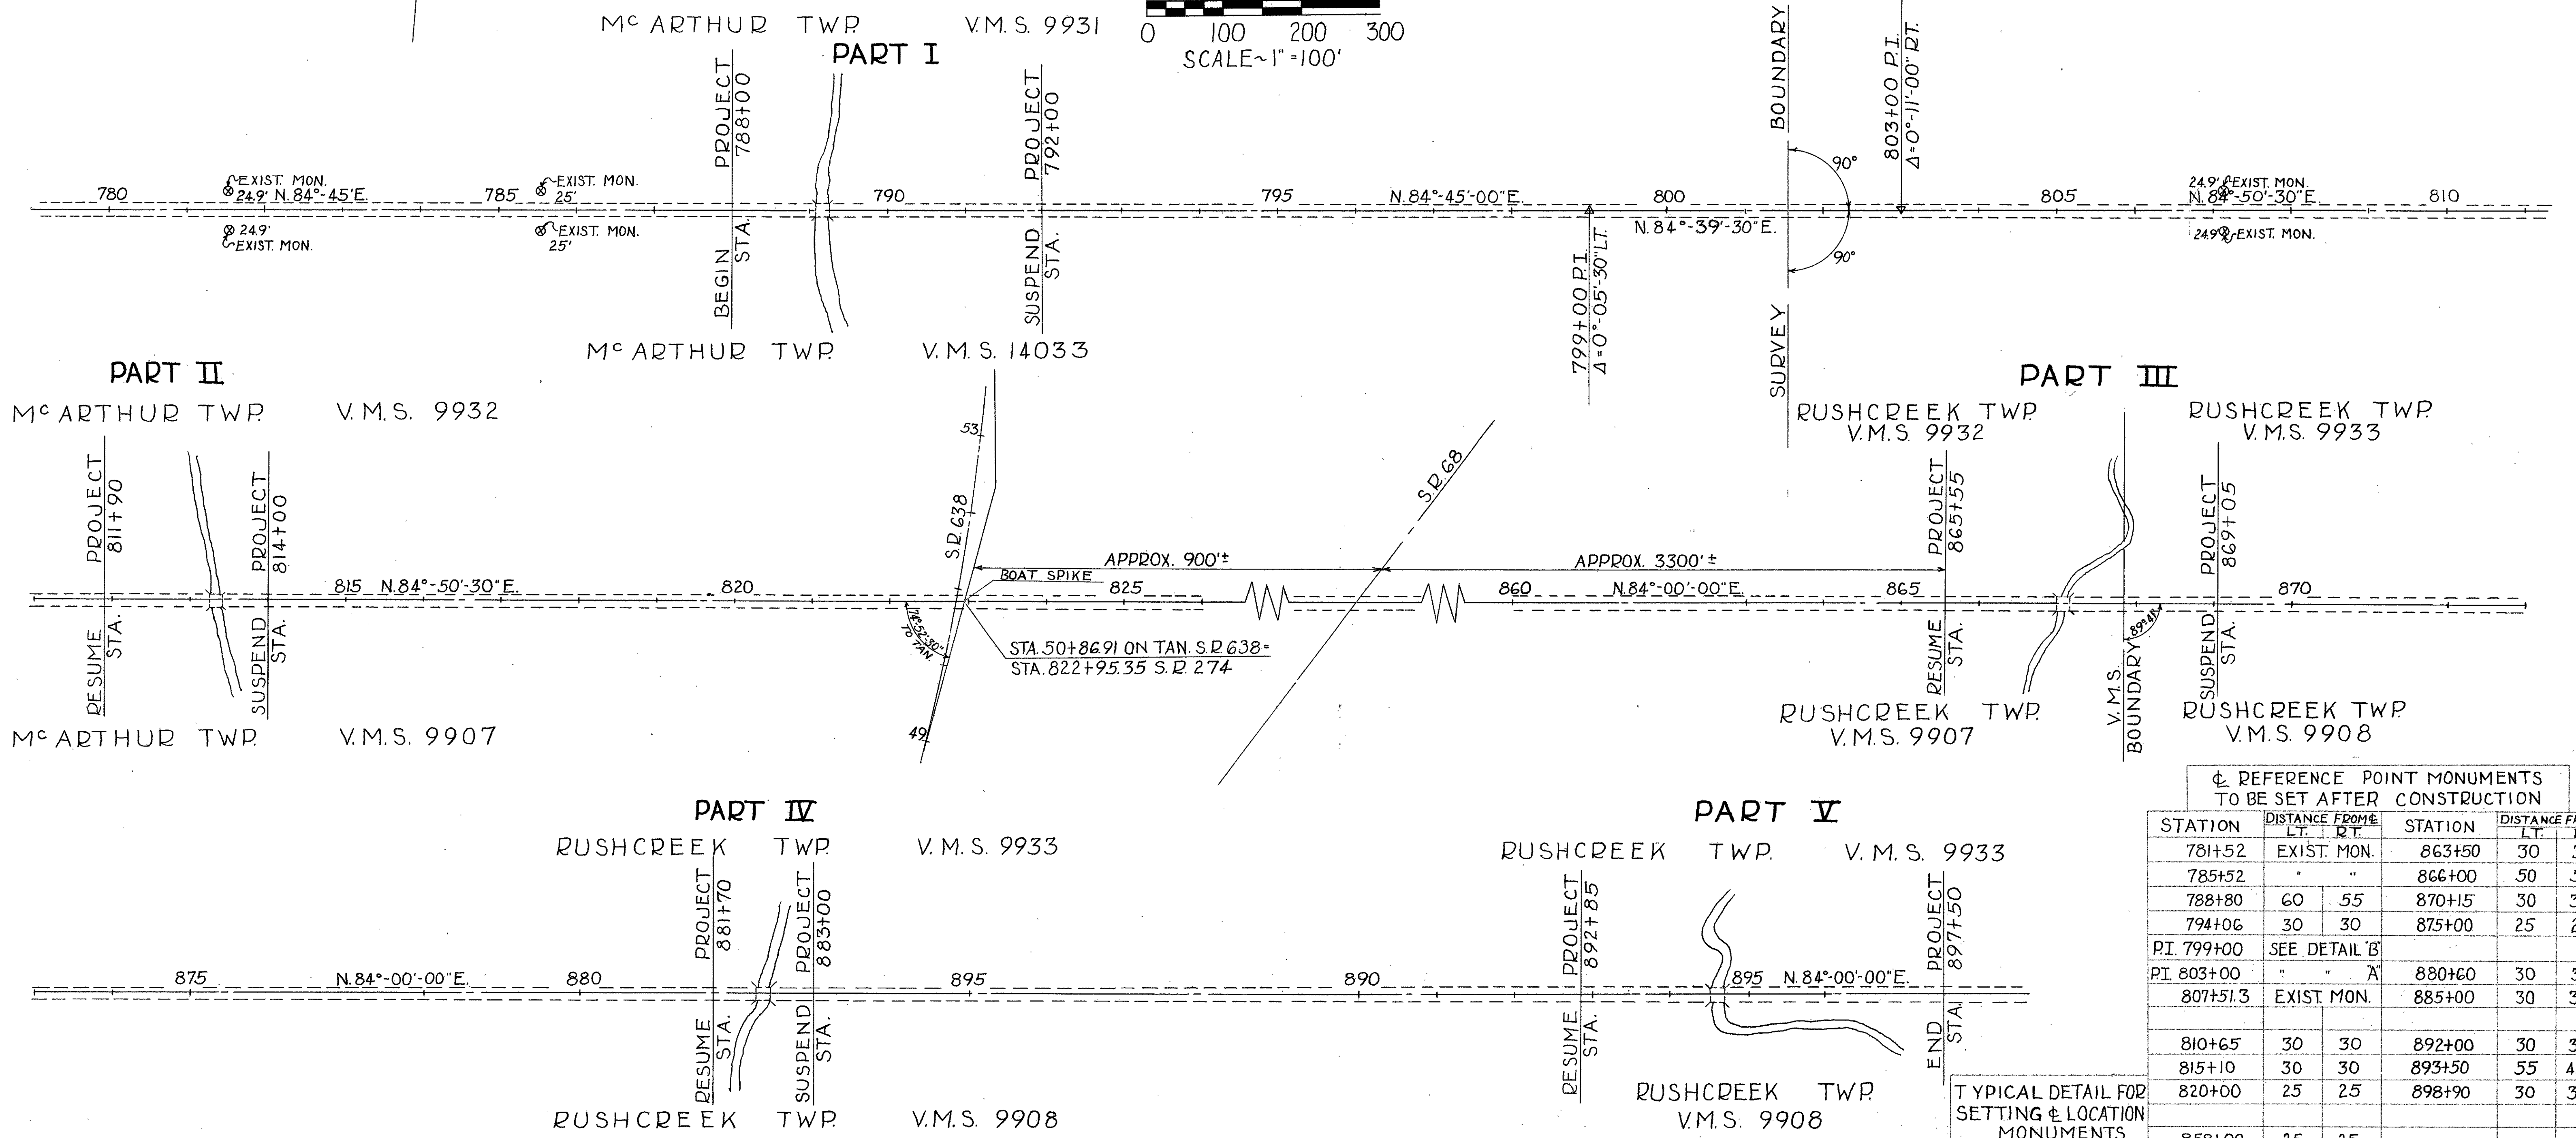 Mc ARTHUR TWP. V.M.S. 9931
PART I
0 100 200 300
SCALE~1"=100'
BEGIN PROJECT
STA. 788+00
SUSPEND PROJECT
STA. 792+00
SURVEY BOUNDARY
803+00 P.I.
Δ=0°-11'-00" RT.
90°
90°
780
EXIST. MON.
24.9' N.84°-45'E.
24.9'
EXIST. MON.
785
EXIST. MON.
25'
EXIST. MON.
25'
790
795
N.84°-45'-00"E.
800
N.84°-39'-30"E.
805
24.9' EXIST. MON.
N.84°-50'-30"E.
24.9' EXIST. MON.
810
799+00 P.I.
Δ=0°-05'-30" LT.
Mc ARTHUR TWP. V.M.S. 14033
PART II
Mc ARTHUR TWP. V.M.S. 9932
RESUME PROJECT
STA. 811+90
SUSPEND PROJECT
STA. 814+00
815 N.84°-50'-30"E.
820
53
S.R. 638
49
74°-52'-30"
TO TAN.
BOAT SPIKE
APPROX. 900'±
825
STA. 50+86.91 ON TAN. S.R. 638=
STA. 822+95.35 S.R. 274
S.R. 68
APPROX. 3300'±
860
N.84°-00'-00"E.
865
Mc ARTHUR TWP. V.M.S. 9907
PART III
RUSHCREEK TWP.
V.M.S. 9932
RUSHCREEK TWP.
V.M.S. 9933
RESUME PROJECT
STA. 865+55
SUSPEND PROJECT
STA. 869+05
870
89°41'
V.M.S.
BOUNDARY
RUSHCREEK TWP.
V.M.S. 9907
RUSHCREEK TWP.
V.M.S. 9908
PART IV
RUSHCREEK TWP. V.M.S. 9933
RESUME PROJECT
STA. 881+70
SUSPEND PROJECT
STA. 883+00
875
N.84°-00'-00"E.
880
895
890
RUSHCREEK TWP. V.M.S. 9908
PART V
RUSHCREEK TWP. V.M.S. 9933
RESUME PROJECT
STA. 892+85
END PROJECT
STA. 897+50
895 N.84°-00'-00"E.
RUSHCREEK TWP.
V.M.S. 9908
℄ REFERENCE POINT MONUMENTS
TO BE SET AFTER CONSTRUCTION
STATION DISTANCE FROM ℄ STATION DISTANCE
LT. RT. LT.
781+52 EXIST. MON. 863+50 30
785+52 " " 866+00 50
788+80 60 55 870+15 30
794+06 30 30 875+00 25
P.I. 799+00 SEE DETAIL "B"
P.I. 803+00 " " "A" 880+60 30
807+51.3 EXIST. MON. 885+00 30
810+65 30 30 892+00 30
815+10 30 30 893+50 55
820+00 25 25 898+90 30
TYPICAL DETAIL FOR
SETTING ℄ LOCATION
MONUMENTS